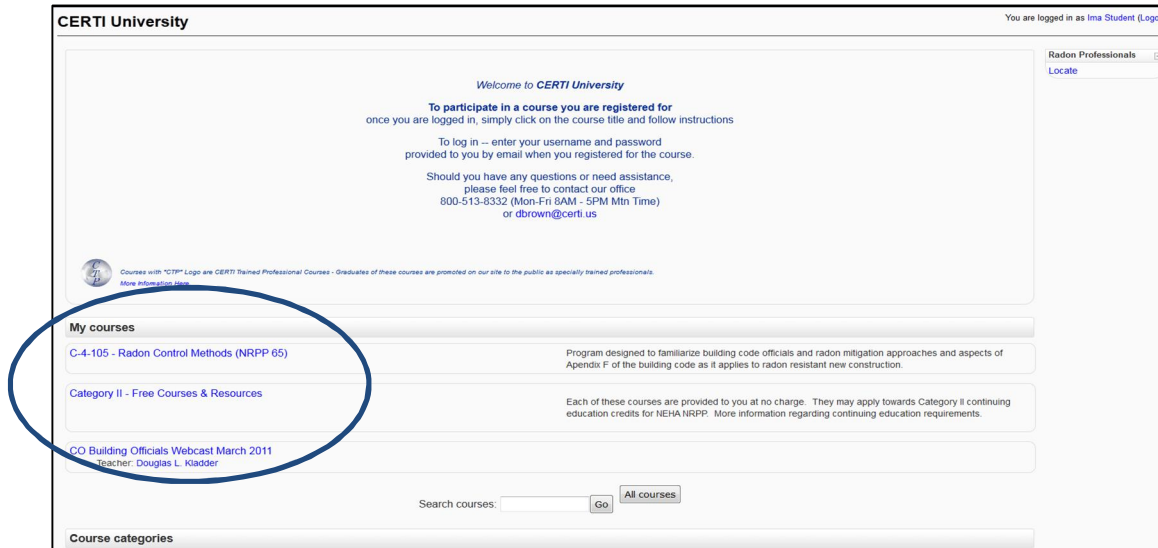 CERTI University
You are logged in as Ima Student (Logo
Radon Professionals
Locate
Welcome to CERTI University
To participate in a course you are registered for
once you are logged in, simply click on the course title and follow instructions
To log in -- enter your username and password
provided to you by email when you registered for the course.
Should you have any questions or need assistance,
please feel free to contact our office
800-513-8332 (Mon-Fri 8AM - 5PM Mtn Time)
or dbrown@certi.us
CTP
Courses with "CTP" Logo are CERTI Trained Professional Courses - Graduates of these courses are promoted on our site to the public as specially trained professionals.
More Information Here
My courses
C-4-105 - Radon Control Methods (NRPP 65)
Program designed to familiarize building code officials and radon mitigation approaches and aspects of
Apendix F of the building code as it applies to radon resistant new construction.
Category II - Free Courses & Resources
Each of these courses are provided to you at no charge. They may apply towards Category II continuing
education credits for NEHA NRPP. More information regarding continuing education requirements.
CO Building Officials Webcast March 2011
Teacher: Douglas L. Kladder
Search courses:
Go
All courses
Course categories